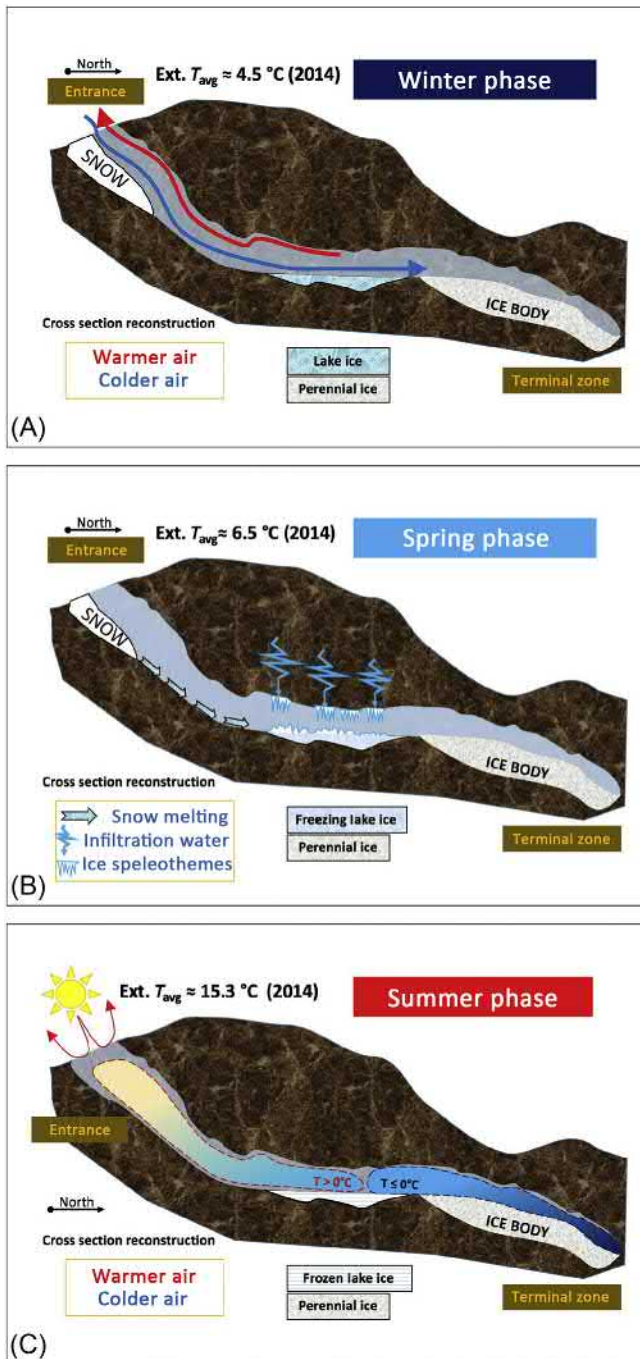 North
Ext. Tavg ≈ 4.5 °C (2014)
Winter phase
Entrance
SNOW
ICE BODY
Cross section reconstruction
Warmer air
Colder air
Lake ice
Perennial ice
Terminal zone
(A)
North
Ext. Tavg≈ 6.5 °C (2014)
Spring phase
Entrance
SNOW
ICE BODY
Cross section reconstruction
Snow melting
Infiltration water
Ice speleothemes
Freezing lake ice
Perennial ice
Terminal zone
(B)
Ext. Tavg ≈ 15.3 °C (2014)
Summer phase
Entrance
T > 0°C
T ≤ 0°C
North
ICE BODY
Cross section reconstruction
Warmer air
Colder air
Frozen lake ice
Perennial ice
Terminal zone
(C)